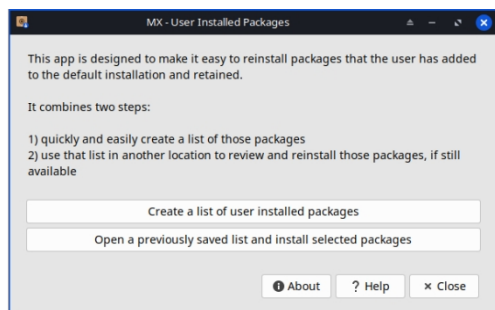 MX - User Installed Packages
This app is designed to make it easy to reinstall packages that the user has added
to the default installation and retained.
It combines two steps:
1) quickly and easily create a list of those packages
2) use that list in another location to review and reinstall those packages, if still
available
Create a list of user installed packages
Open a previously saved list and install selected packages
About
? Help
× Close